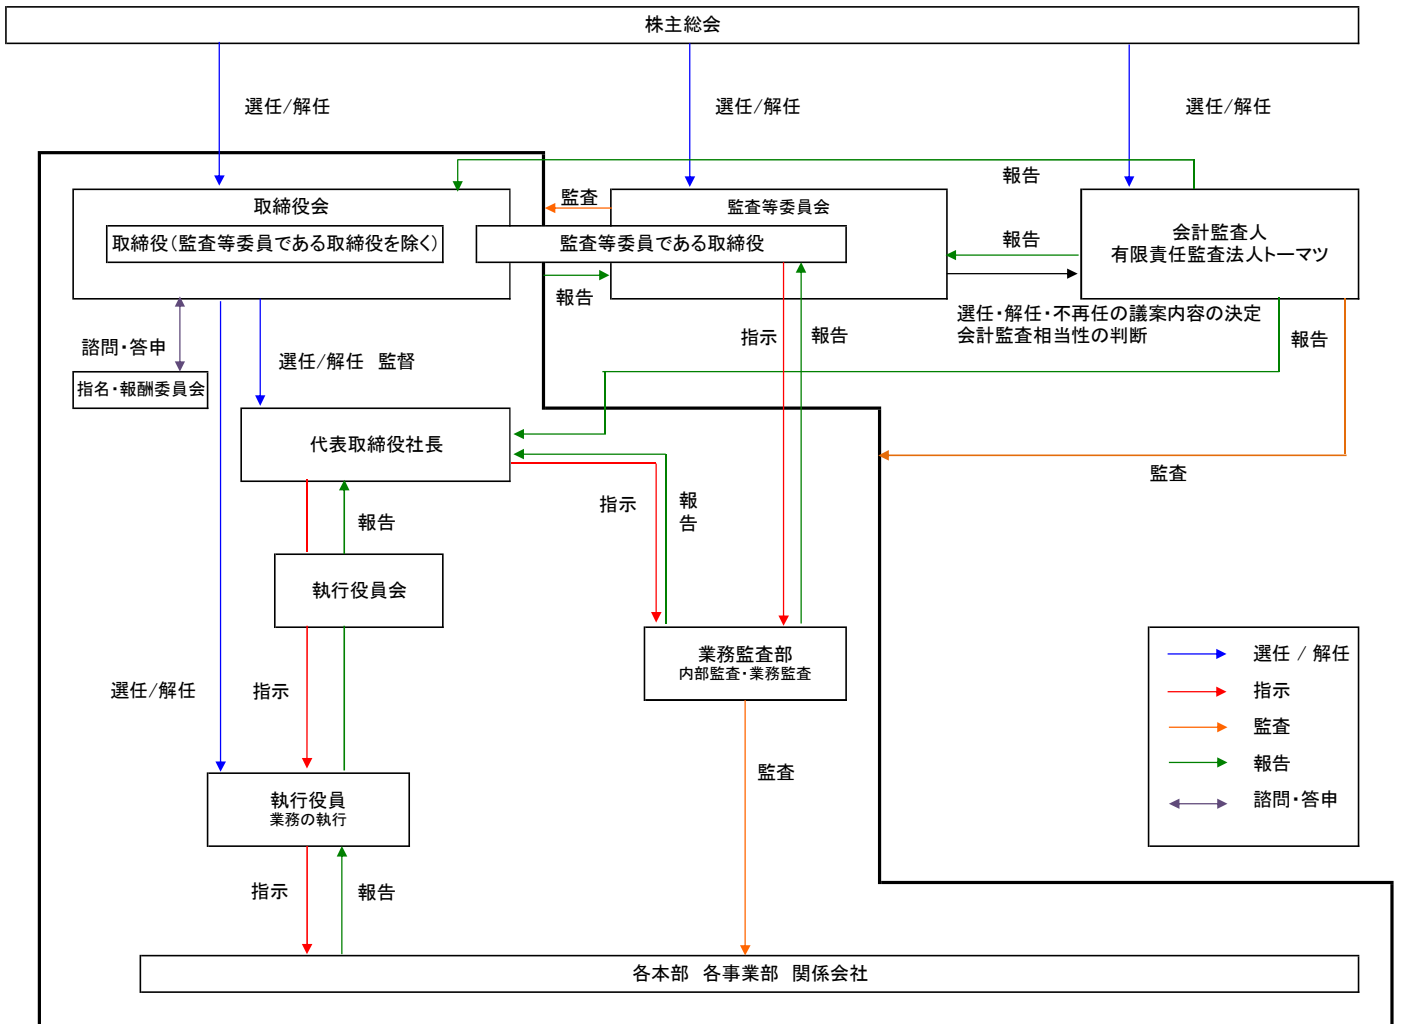 株主総会
選任/解任
選任/解任
選任/解任
報告
取締役会
監査
監査等委員会
取締役(監査等委員である取締役を除く)
監査等委員である取締役
報告
会計監査人
有限責任監査法人トーマツ
報告
選任・解任・不再任の議案内容の決定
会計監査相当性の判断
指示
報告
報告
諮問・答申
選任/解任 監督
指名・報酬委員会
代表取締役社長
監査
指示
報
告
報告
執行役員会
業務監査部
内部監査・業務監査
選任/解任
指示
選任 / 解任
指示
監査
報告
諮問・答申
監査
執行役員
業務の執行
指示
報告
各本部 各事業部 関係会社